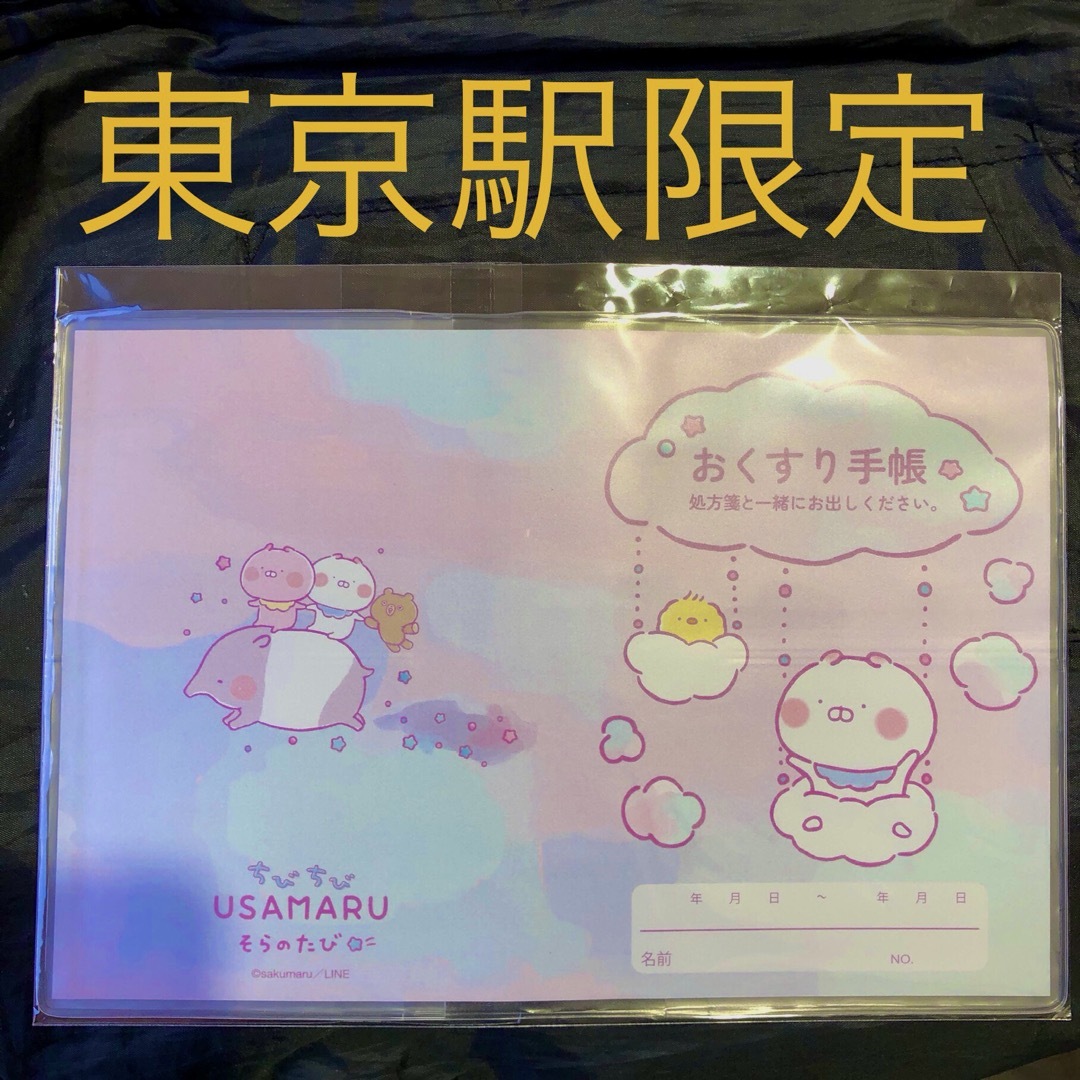 東京駅限定
おくすり手帳
処方箋と一緒にお出しください。
ちびちび
USAMARU
そらのたび
©sakumaru/LINE
年 月 日 ～ 年 月 日
名前 NO.